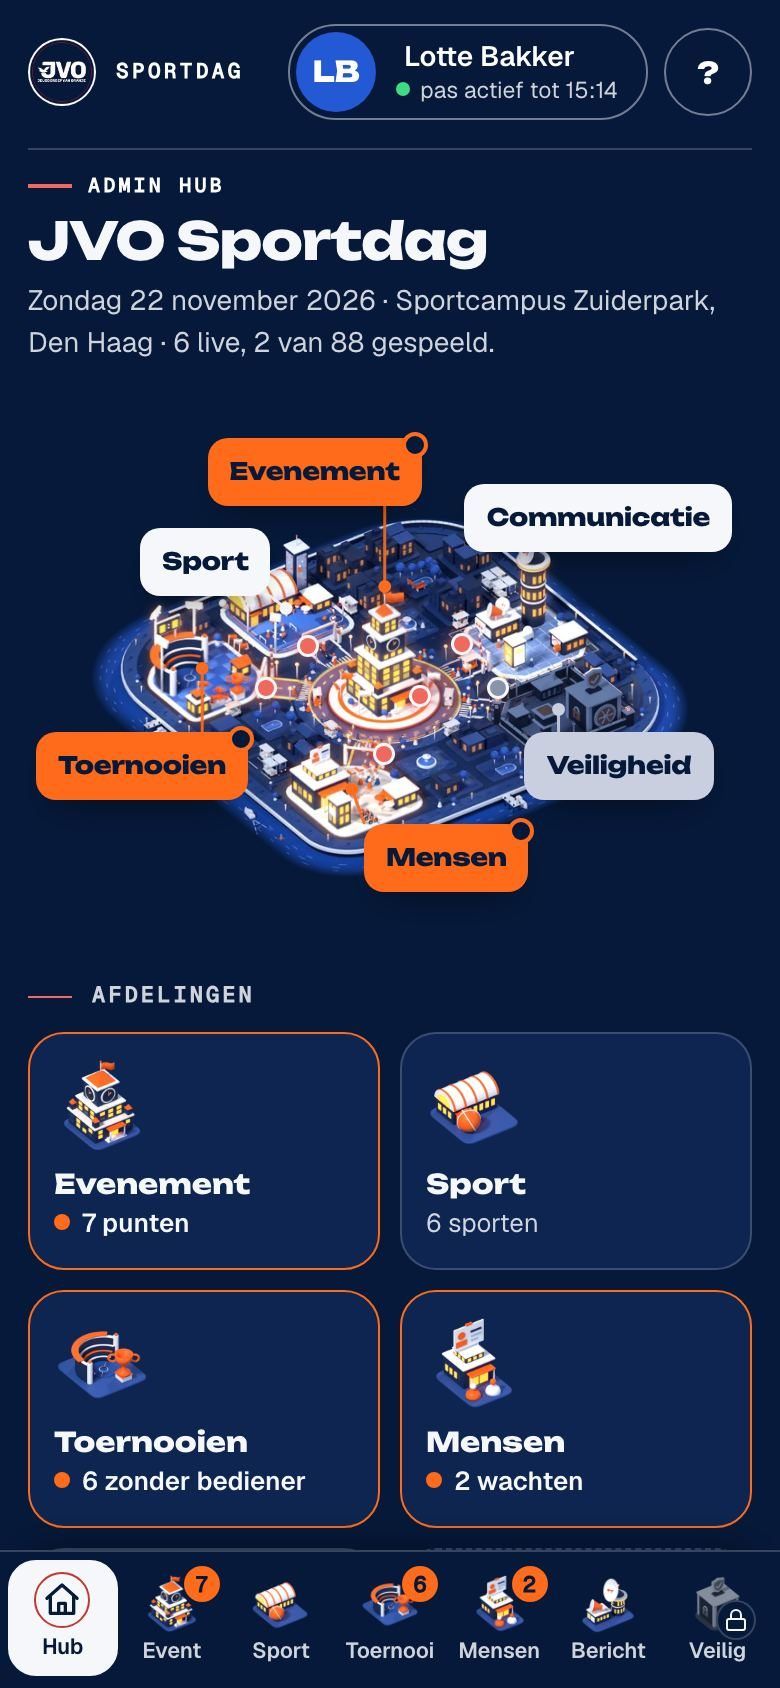 JVO
SPORTDAG
LB
Lotte Bakker
pas actief tot 15:14
?
ADMIN HUB
JVO Sportdag
Zondag 22 november 2026 · Sportcampus Zuiderpark,
Den Haag · 6 live, 2 van 88 gespeeld.
Evenement
Communicatie
Sport
Toernooien
Veiligheid
Mensen
AFDELINGEN
Evenement
7 punten
Sport
6 sporten
Toernooien
6 zonder bediener
Mensen
2 wachten
7
6
2
Hub
Event
Sport
Toernooi
Mensen
Bericht
Veilig